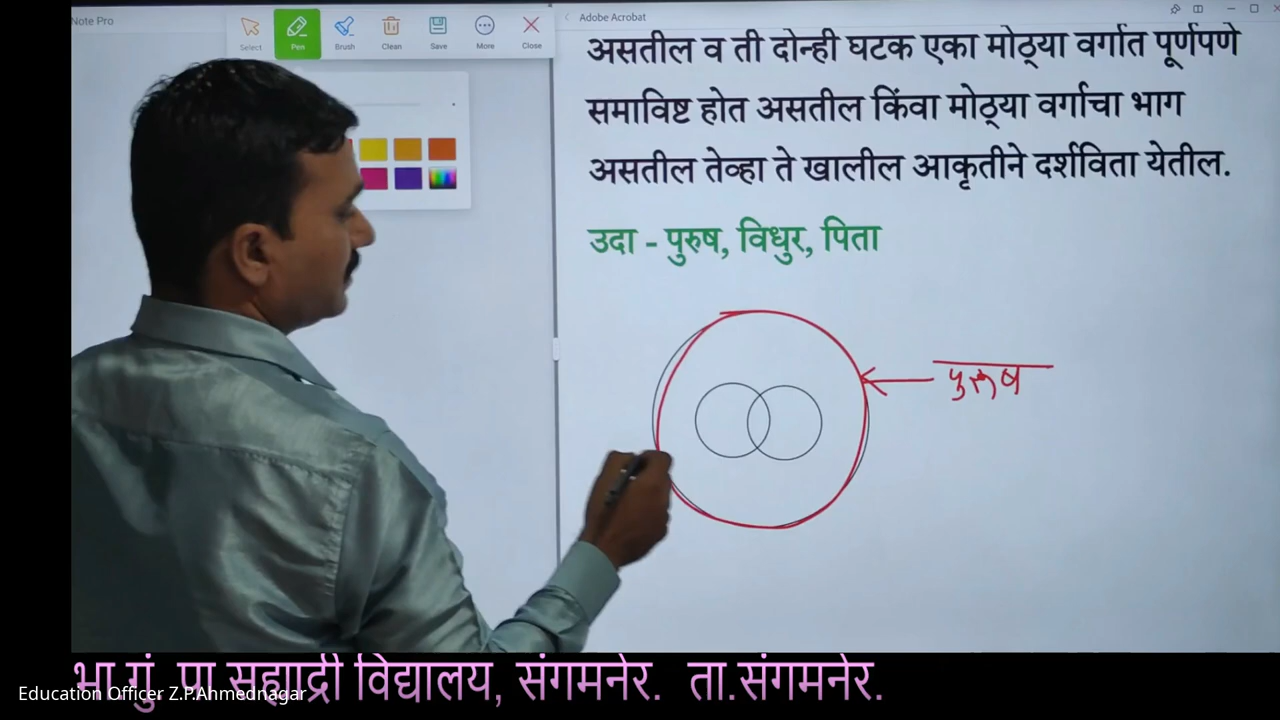 Note Pro
Select Pen Brush Clean Save More Close
Adobe Acrobat
असतील व ती दोन्ही घटक एका मोठ्या वर्गात पूर्णपणे
समाविष्ट होत असतील किंवा मोठ्या वर्गाचा भाग
असतील तेव्हा ते खालील आकृतीने दर्शविता येतील.
उदा - पुरुष, विधुर, पिता
पुरूष
भा.गुं. पा सह्याद्री विद्यालय, संगमनेर. ता.संगमनेर.
Education Officer Z.P.Ahmednagar